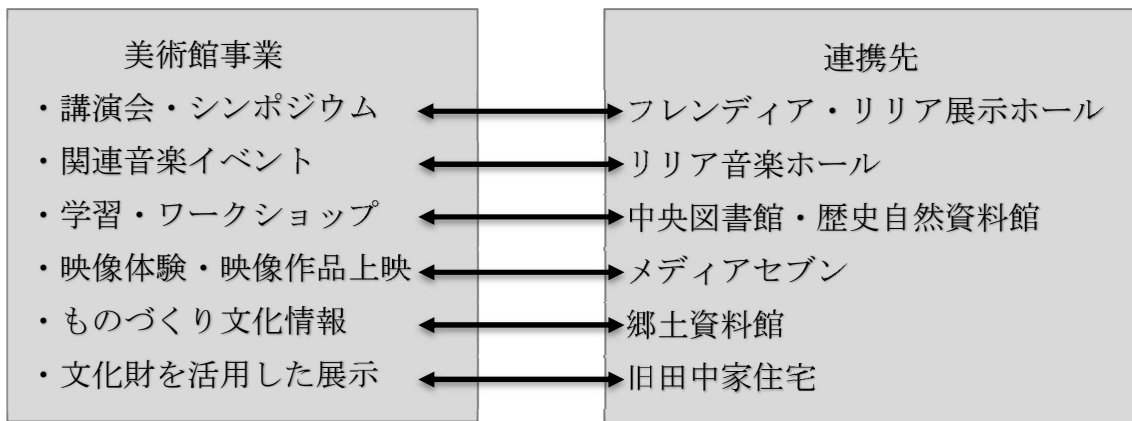 美術館事業
・講演会・シンポジウム
・関連音楽イベント
・学習・ワークショップ
・映像体験・映像作品上映
・ものづくり文化情報
・文化財を活用した展示
連携先
フレンディア・リリア展示ホール
リリア音楽ホール
中央図書館・歴史自然資料館
メディアセブン
郷土資料館
旧田中家住宅